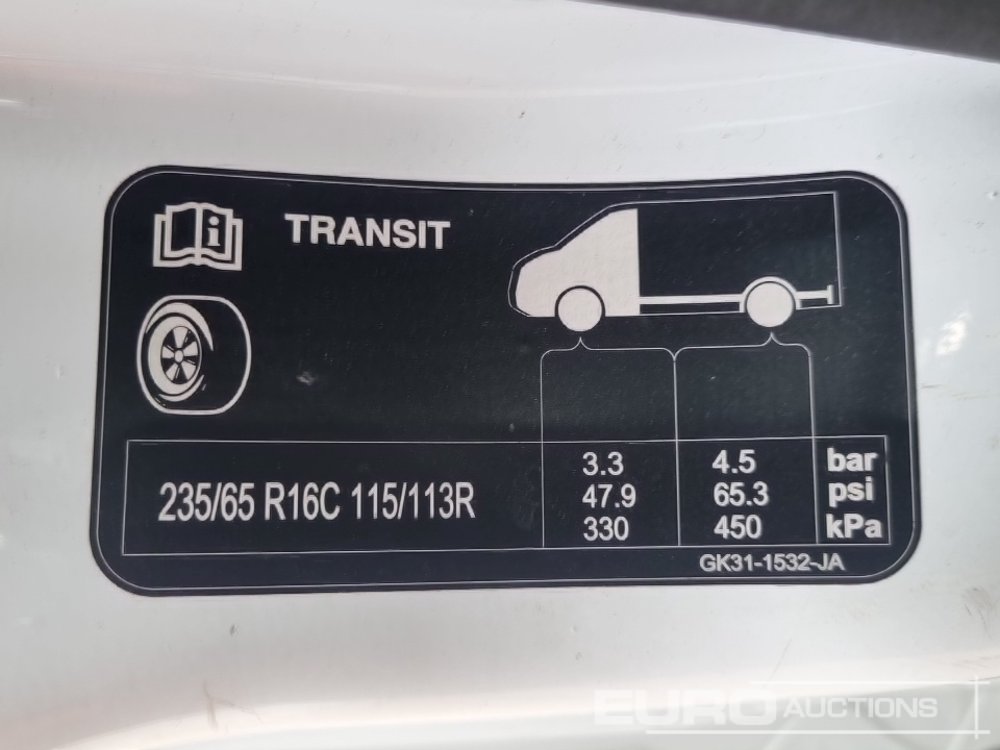 i TRANSIT
235/65 R16C 115/113R
3.3 4.5 bar
47.9 65.3 psi
330 450 kPa
GK31-1532-JA
EURO AUCTIONS